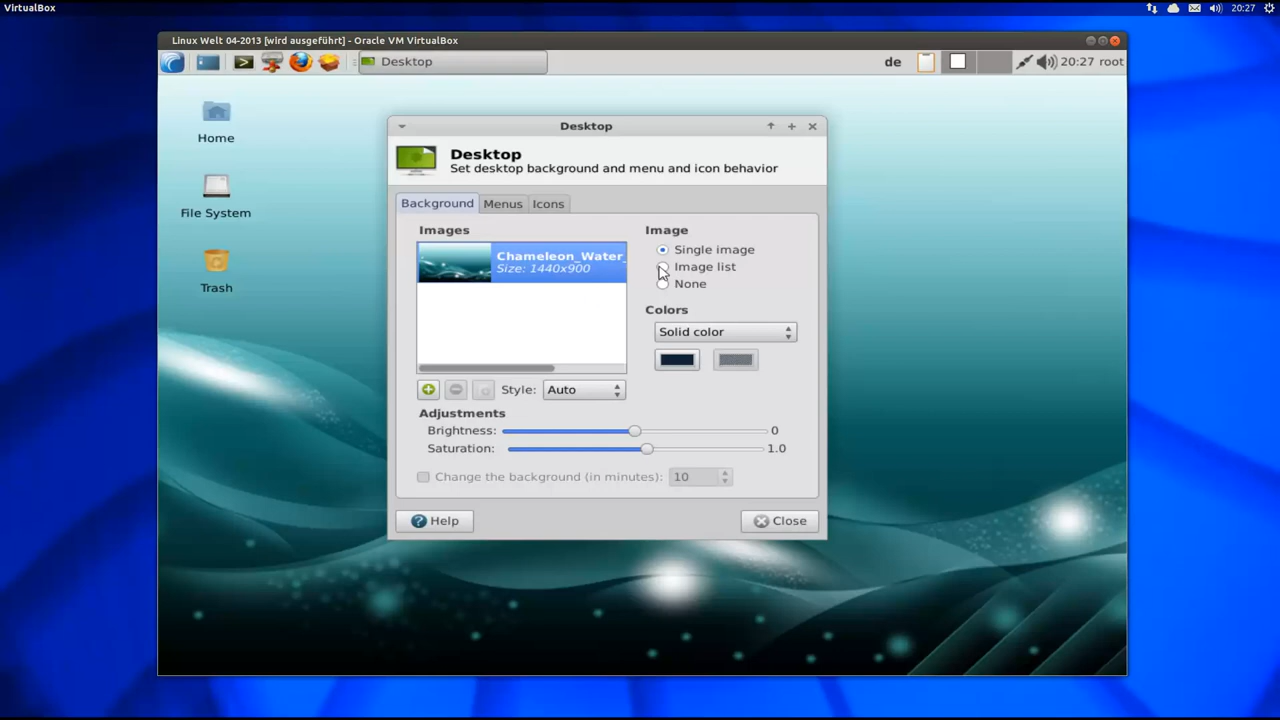 VirtualBox
20:27
Linux Welt 04-2013 [wird ausgeführt] - Oracle VM VirtualBox
Desktop
de
20:27 root
Home
File System
Trash
Desktop
Desktop
Set desktop background and menu and icon behavior
Background Menus Icons
Images
Chameleon_Water_
Size: 1440x900
Image
Single image
Image list
None
Colors
Solid color
Style: Auto
Adjustments
Brightness: 0
Saturation: 1.0
Change the background (in minutes): 10
Help
Close